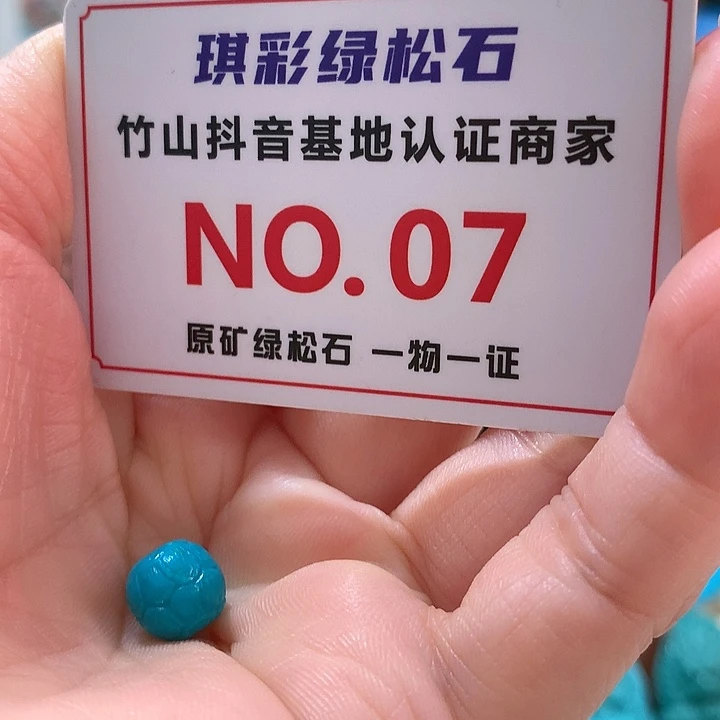 琪彩绿松石
竹山抖音基地认证商家
NO. 07
原矿绿松石 一物一证